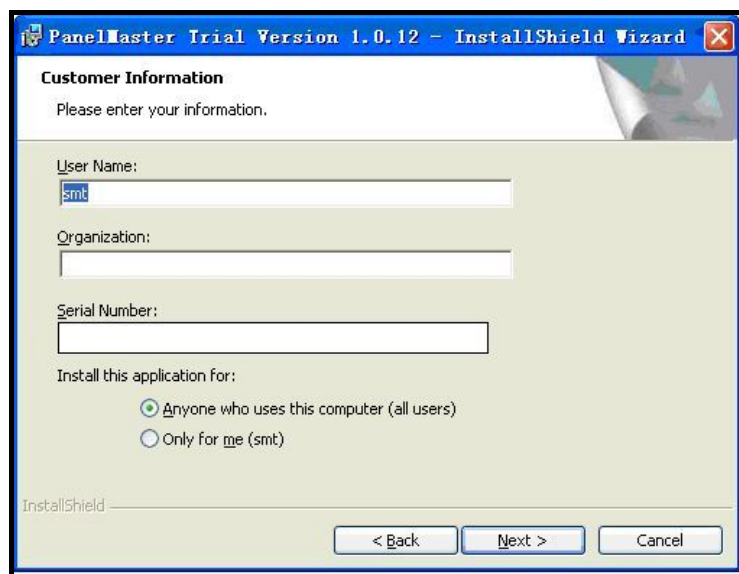 PanelMaster Trial Version 1.0.12 - InstallShield Wizard
Customer Information
Please enter your information.
User Name:
smt
Organization:
Serial Number:
Install this application for:
Anyone who uses this computer (all users)
Only for me (smt)
InstallShield
< Back Next > Cancel